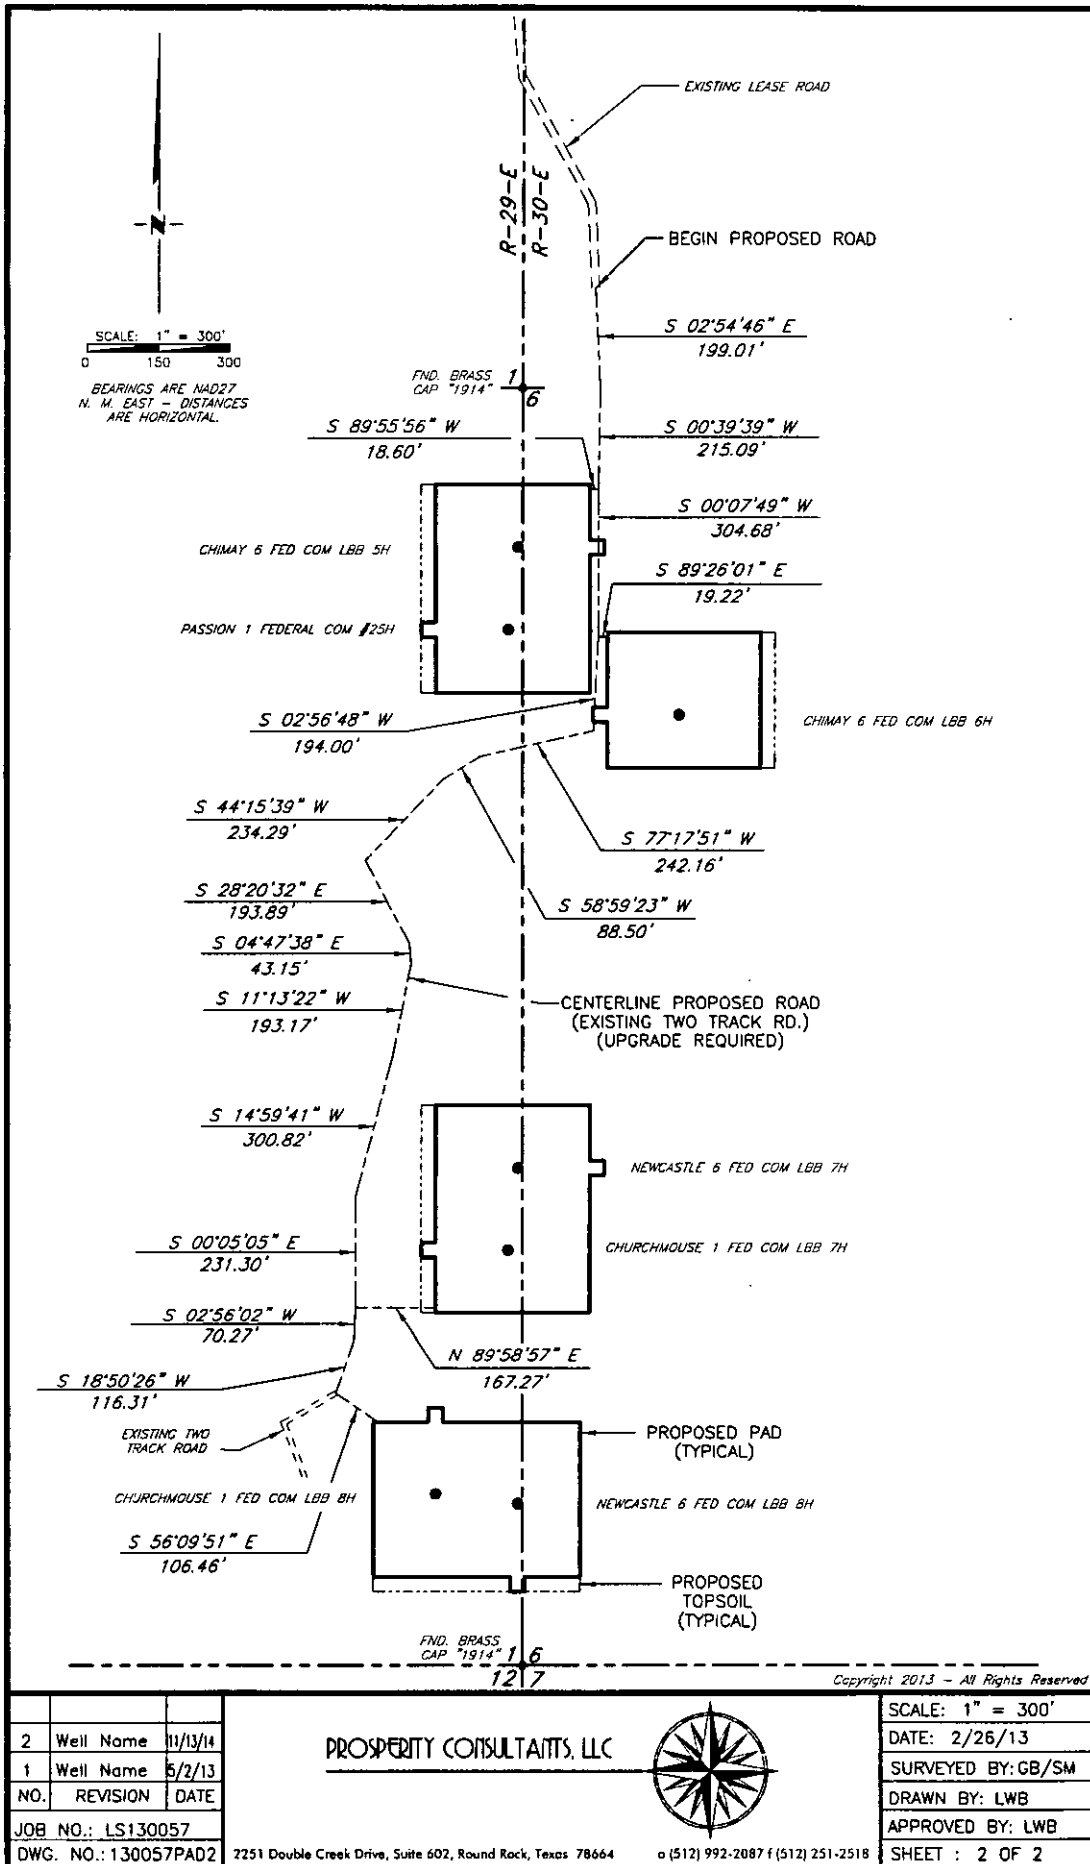 EXISTING LEASE ROAD
R-29-E
R-30-E
BEGIN PROPOSED ROAD
N
SCALE: 1" = 300'
0 150 300
BEARINGS ARE NAD27
N. M. EAST - DISTANCES
ARE HORIZONTAL.
S 02°54'46" E
199.01'
FND. BRASS
CAP "1914"
1
6
S 89°55'56" W
18.60'
S 00°39'39" W
215.09'
S 00°07'49" W
304.68'
CHIMAY 6 FED COM LBB 5H
S 89°26'01" E
19.22'
PASSION 1 FEDERAL COM #25H
S 02°56'48" W
194.00'
CHIMAY 6 FED COM LBB 6H
S 44°15'39" W
234.29'
S 77°17'51" W
242.16'
S 28°20'32" E
193.89'
S 58°59'23" W
88.50'
S 04°47'38" E
43.15'
S 11°13'22" W
193.17'
CENTERLINE PROPOSED ROAD
(EXISTING TWO TRACK RD.)
(UPGRADE REQUIRED)
S 14°59'41" W
300.82'
NEWCASTLE 6 FED COM LBB 7H
S 00°05'05" E
231.30'
CHURCHMOUSE 1 FED COM LBB 7H
S 02°56'02" W
70.27'
N 89°58'57" E
167.27'
S 18°50'26" W
116.31'
EXISTING TWO
TRACK ROAD
PROPOSED PAD
(TYPICAL)
CHURCHMOUSE 1 FED COM LBB 8H
NEWCASTLE 6 FED COM LBB 8H
S 56°09'51" E
106.46'
PROPOSED
TOPSOIL
(TYPICAL)
FND. BRASS
CAP "1914"
1 6
12 7
Copyright 2013 - All Rights Reserved
2 Well Name 11/13/14
1 Well Name 5/2/13
NO. REVISION DATE
JOB NO.: LS130057
DWG. NO.: 130057PAD2
PROSPERITY CONSULTANTS, LLC
2251 Double Creek Drive, Suite 602, Round Rock, Texas 78664
o (512) 992-2087 f (512) 251-2518
SCALE: 1" = 300'
DATE: 2/26/13
SURVEYED BY: GB/SM
DRAWN BY: LWB
APPROVED BY: LWB
SHEET : 2 OF 2